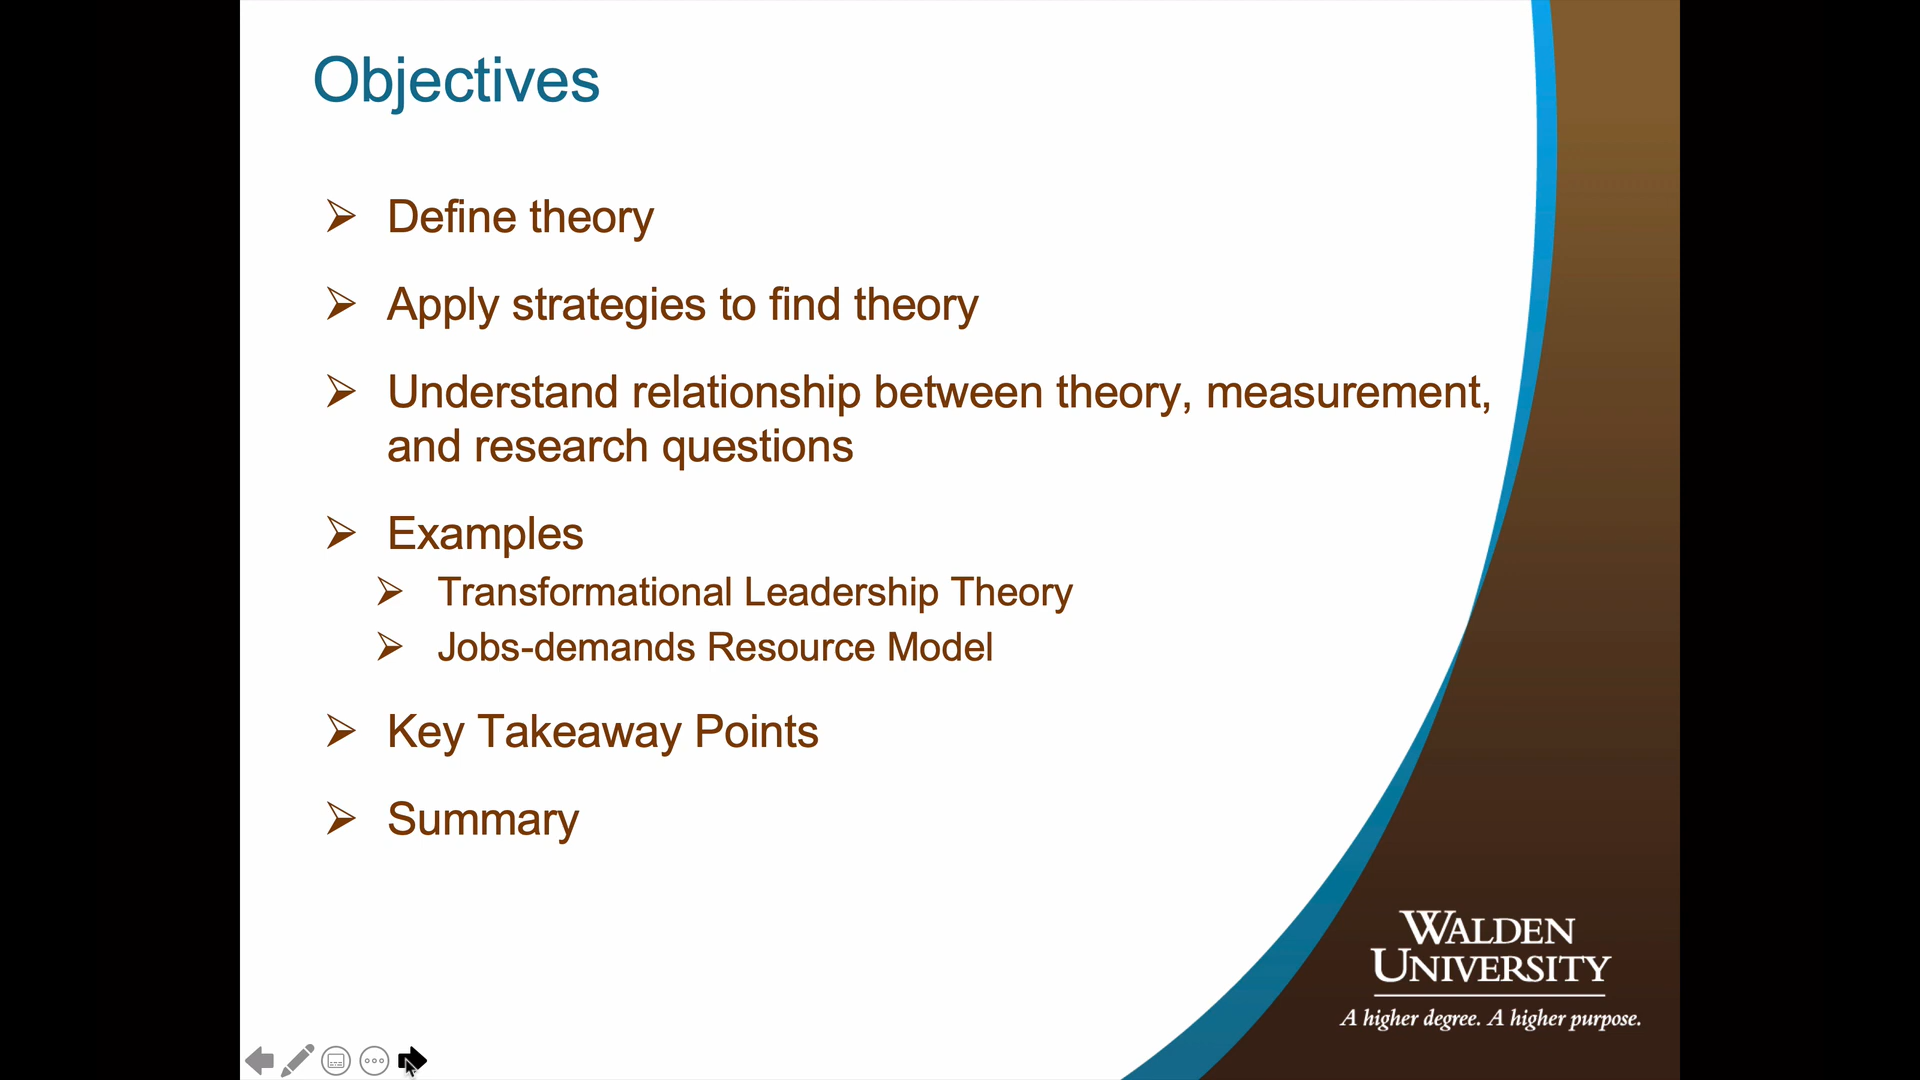 Objectives
Define theory
Apply strategies to find theory
Understand relationship between theory, measurement,
and research questions
Examples
Transformational Leadership Theory
Jobs-demands Resource Model
Key Takeaway Points
Summary
WALDEN
UNIVERSITY
A higher degree. A higher purpose.